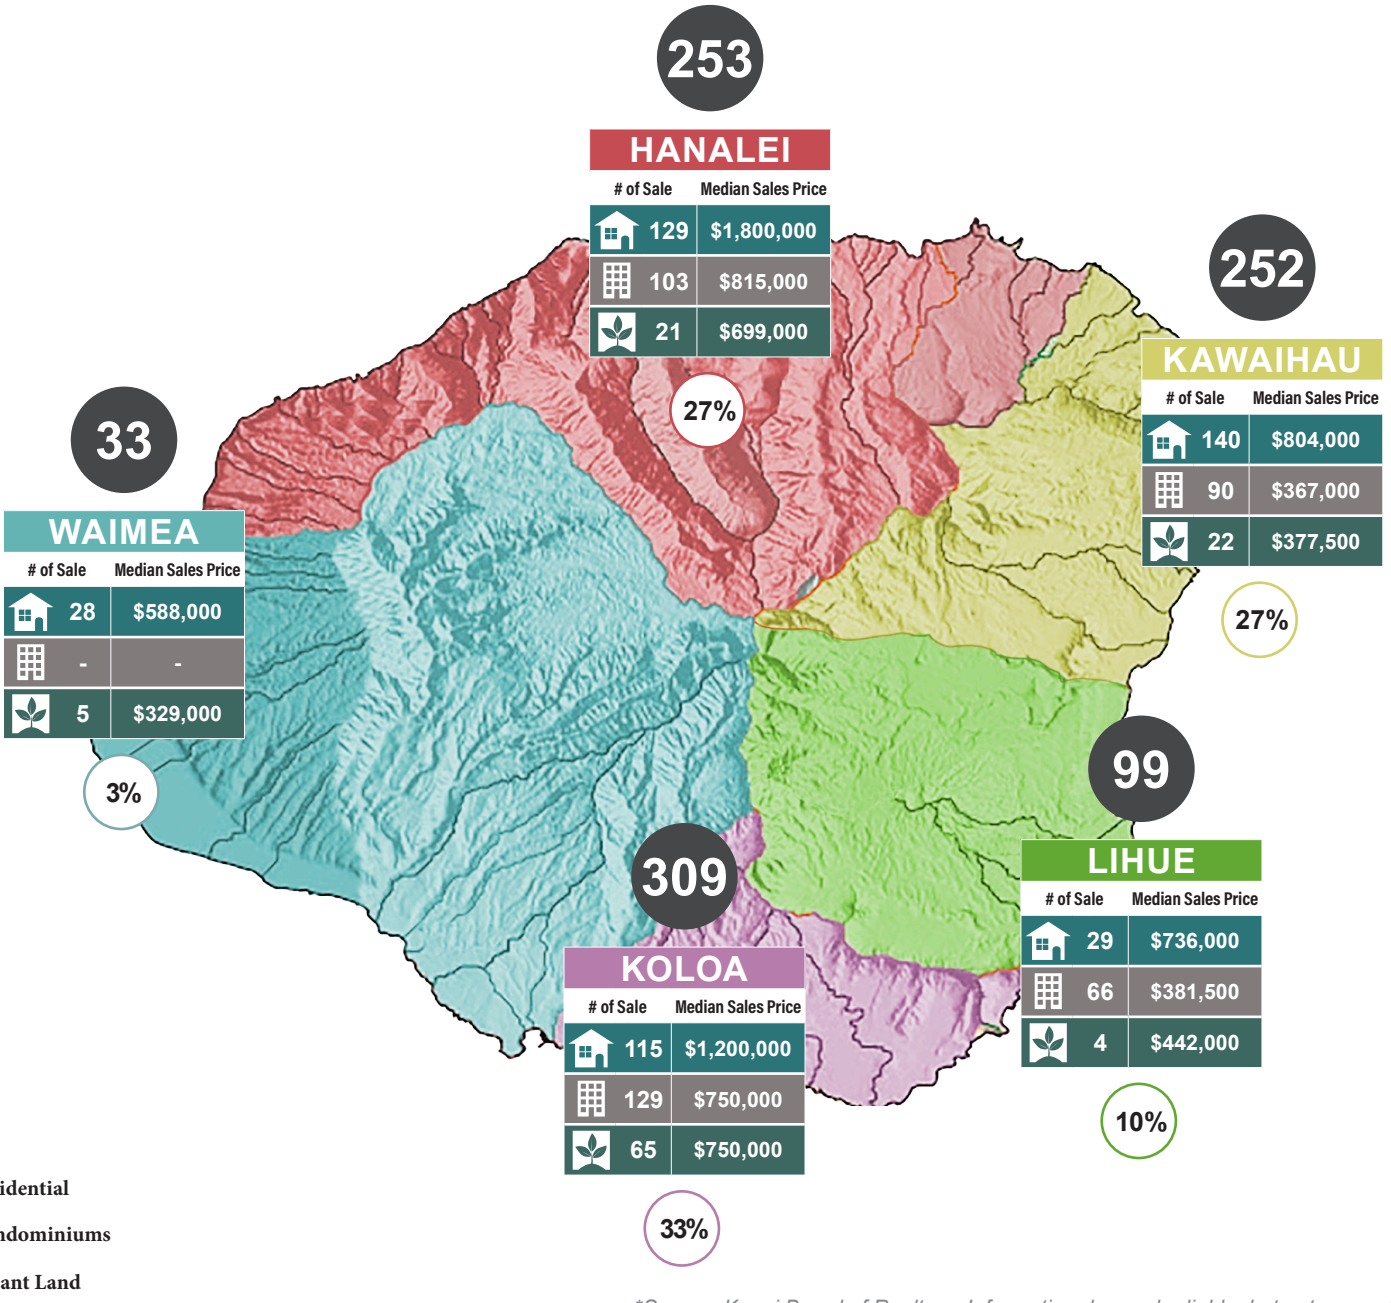 253
HANALEI
# of Sale Median Sales Price
129 $1,800,000
103 $815,000
21 $699,000
27%
252
KAWAIHAU
# of Sale Median Sales Price
140 $804,000
90 $367,000
22 $377,500
27%
33
WAIMEA
# of Sale Median Sales Price
28 $588,000
- -
5 $329,000
3%
99
LIHUE
# of Sale Median Sales Price
29 $736,000
66 $381,500
4 $442,000
10%
309
KOLOA
# of Sale Median Sales Price
115 $1,200,000
129 $750,000
65 $750,000
33%
idential
ndominiums
ant Land